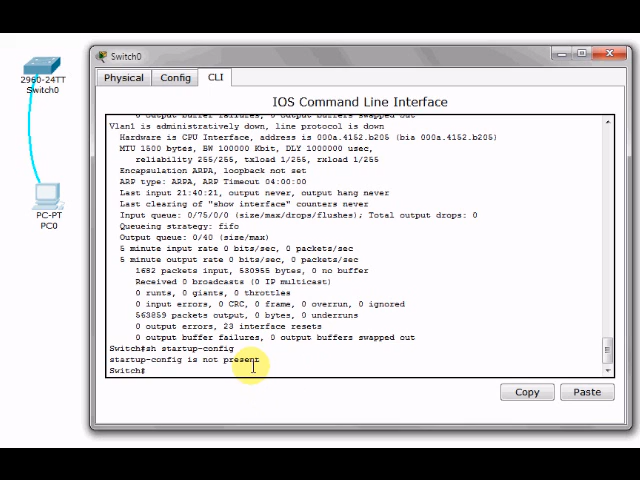 Switch0
Physical
Config
CLI
2960-24TT
Switch0
PC-PT
PC0
IOS Command Line Interface
0 output buffer failures, 0 output buffers swapped out
Vlan1 is administratively down, line protocol is down
Hardware is CPU Interface, address is 000a.4152.b205 (bia 000a.4152.b205)
MTU 1500 bytes, BW 100000 Kbit, DLY 1000000 usec,
reliability 255/255, txload 1/255, rxload 1/255
Encapsulation ARPA, loopback not set
ARP type: ARPA, ARP Timeout 04:00:00
Last input 21:40:21, output never, output hang never
Last clearing of "show interface" counters never
Input queue: 0/75/0/0 (size/max/drops/flushes); Total output drops: 0
Queueing strategy: fifo
Output queue: 0/40 (size/max)
5 minute input rate 0 bits/sec, 0 packets/sec
5 minute output rate 0 bits/sec, 0 packets/sec
1682 packets input, 530955 bytes, 0 no buffer
Received 0 broadcasts (0 IP multicast)
0 runts, 0 giants, 0 throttles
0 input errors, 0 CRC, 0 frame, 0 overrun, 0 ignored
563859 packets output, 0 bytes, 0 underruns
0 output errors, 23 interface resets
0 output buffer failures, 0 output buffers swapped out
Switch#sh startup-config
startup-config is not present
Switch#
Copy
Paste